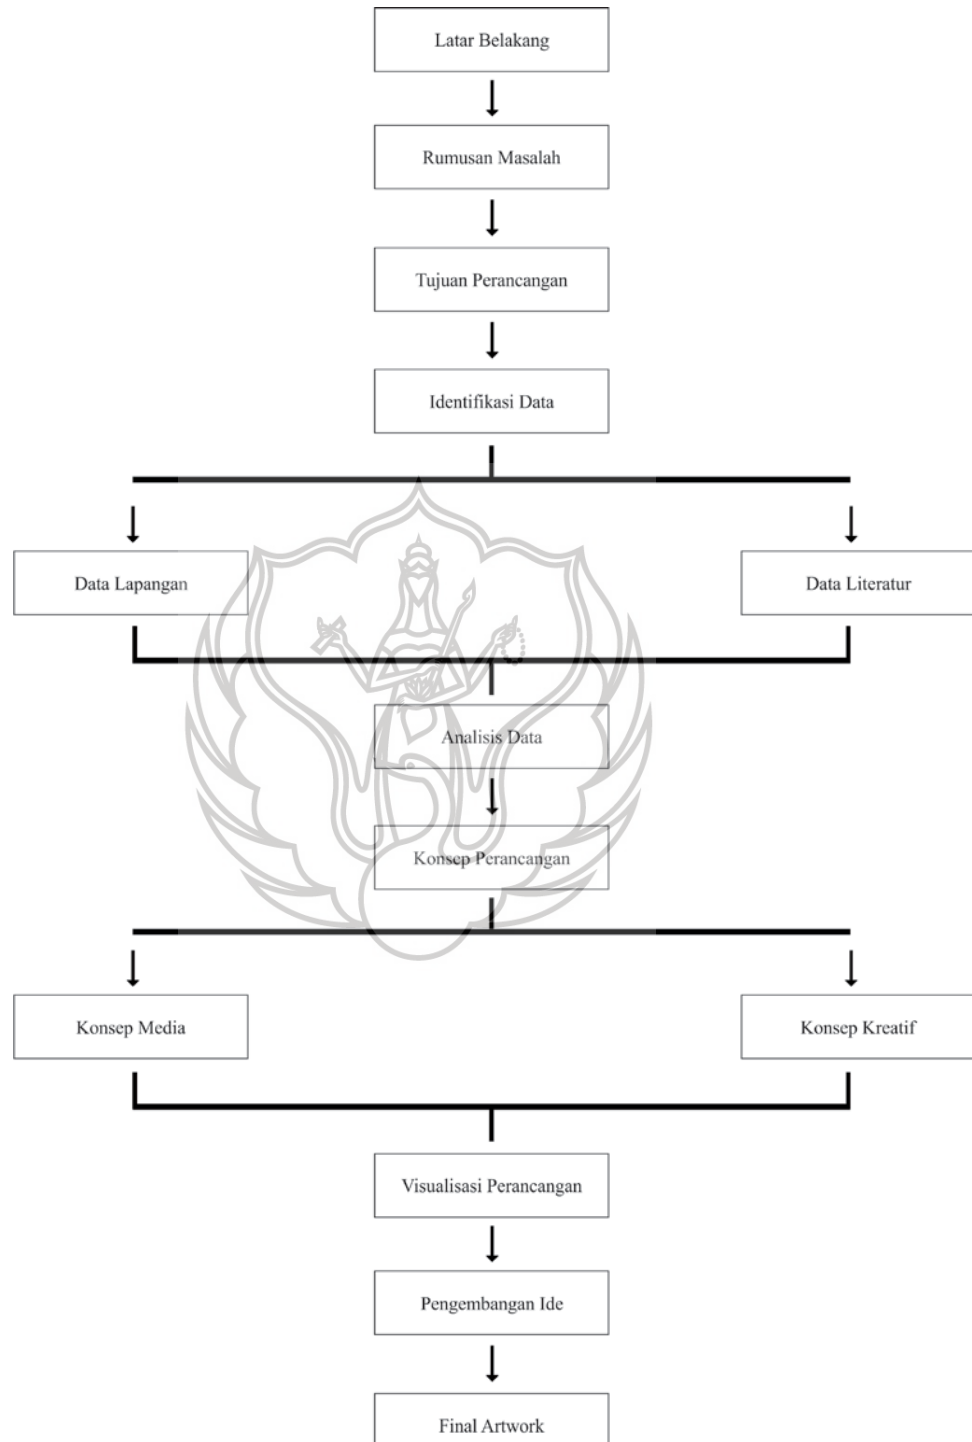 Latar Belakang
Rumusan Masalah
Tujuan Perancangan
Identifikasi Data
Data Lapangan
Data Literatur
Analisis Data
Konsep Perancangan
Konsep Media
Konsep Kreatif
Visualisasi Perancangan
Pengembangan Ide
Final Artwork